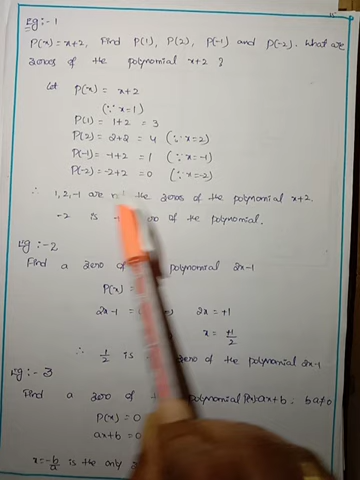 Eg:-1
P(x) = x+2, Find P(1), P(2), P(-1) and P(-2). What are
zeroes of the polynomial x+2 ?
Let P(x) = x+2
(∵ x=1)
P(1) = 1+2 = 3
P(2) = 2+2 = 4 (∵ x=2)
P(-1) = -1+2 = 1 (∵ x=-1)
P(-2) = -2+2 = 0 (∵ x=-2)
∴ 1, 2, -1 are the zeros of the polynomial x+2.
-2 is zero of the polynomial.
Eg:-2
Find a zero of polynomial 2x-1
P(x) =
2x-1 = 2x = +1
x = +1/2
∴ 1/2 is zero of the polynomial 2x-1
Eg:-3
Find a zero of polynomial P(x)=ax+b.
P(x) = 0
ax+b = 0
x = -b/a is the only